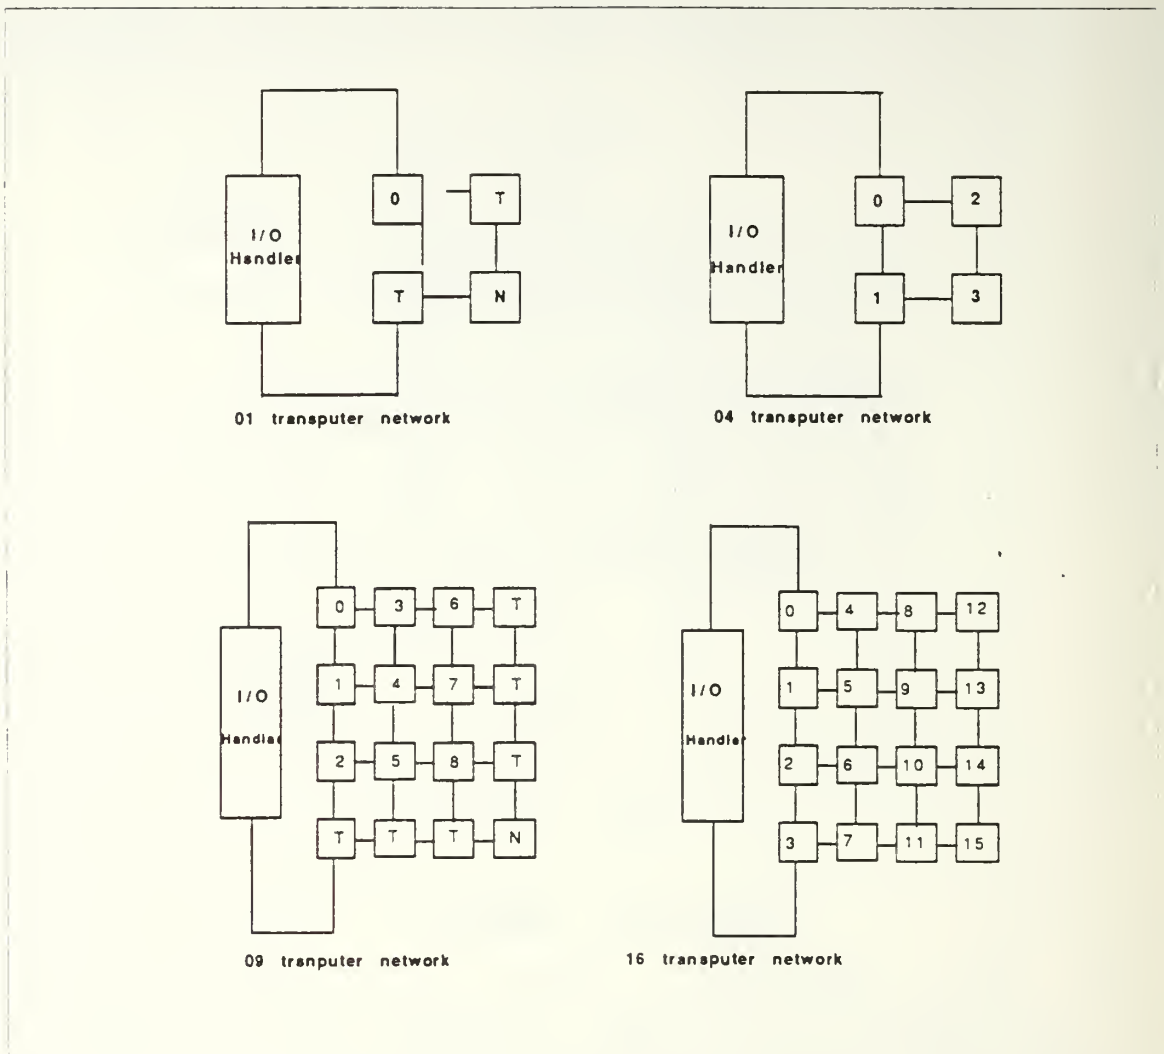 0 T
I/O
Handler
T N
01 transputer network
0 2
I/O
Handler
1 3
04 transputer network
0 3 6 T
1 4 7 T
I/O
Handler
2 5 8 T
T T T N
09 tranputer network
0 4 8 12
1 5 9 13
I/O
Handler
2 6 10 14
3 7 11 15
16 transputer network